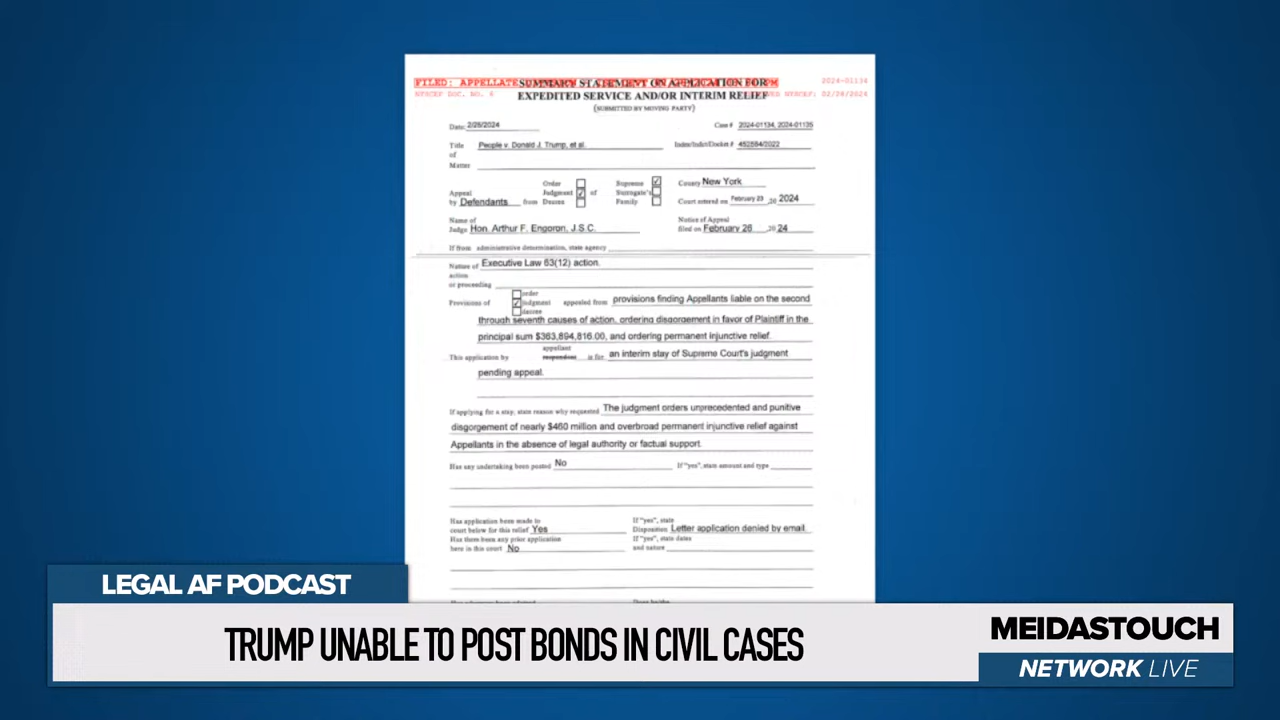 FILED: APPELLATE
SUMMARY STATEMENT ON APPLICATION FOR
2024-01134
NYSCEF DOC. NO. 6
EXPEDITED SERVICE AND/OR INTERIM RELIEF
NYSCEF: 02/28/2024
(SUBMITTED BY MOVING PARTY)
Date: 2/28/2024 Case # 2024-01134, 2024-01135
Title People v. Donald J. Trump, et al. Index/Indict/Docket # 452564/2022
of
Matter
Order Supreme County New York
Appeal Judgment of Surrogate's
by Defendants from Decree Family Court entered on February 23 , 20 2024
Name of Notice of Appeal
Judge Hon. Arthur F. Engoron, J.S.C. filed on February 26 , 20 24
If from administrative determination, state agency
Nature of Executive Law 63(12) action.
action
or proceeding
order
Provisions of judgment appealed from provisions finding Appellants liable on the second
decree
through seventh causes of action, ordering disgorgement in favor of Plaintiff in the
principal sum $363,894,816.00, and ordering permanent injunctive relief.
appellant
This application by respondent is for an interim stay of Supreme Court's judgment
pending appeal.
If applying for a stay, state reason why requested The judgment orders unprecedented and punitive
disgorgement of nearly $460 million and overbroad permanent injunctive relief against
Appellants in the absence of legal authority or factual support.
Has any undertaking been posted No If "yes", state amount and type
Has application been made to If "yes", state
court below for this relief Yes Disposition Letter application denied by email.
Has there been any prior application If "yes", state dates
here in this court No and nature
LEGAL AF PODCAST
TRUMP UNABLE TO POST BONDS IN CIVIL CASES
MEIDASTOUCH
NETWORK LIVE